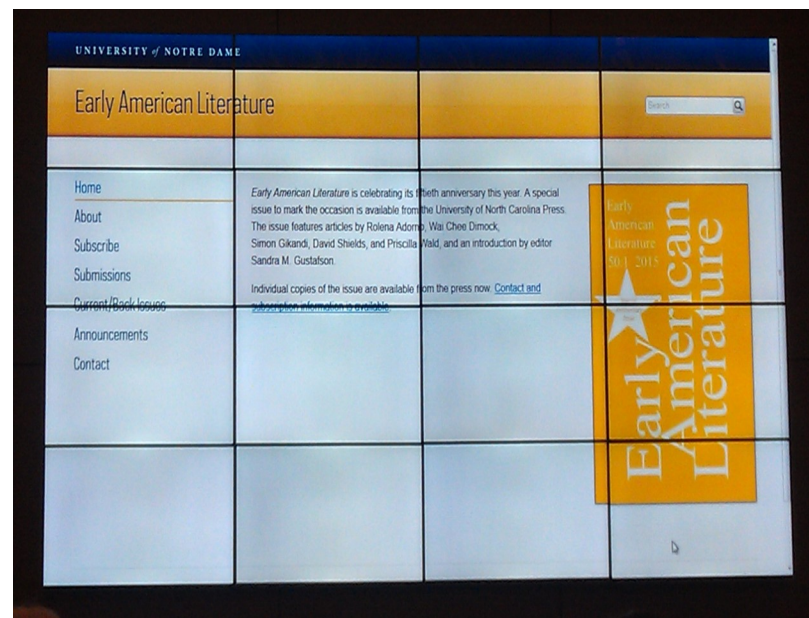 UNIVERSITY of NOTRE DAME
Early American Literature
Search
Home
About
Subscribe
Submissions
Current/Back Issues
Announcements
Contact
Early American Literature is celebrating its fiftieth anniversary this year. A special
issue to mark the occasion is available from the University of North Carolina Press.
The issue features articles by Rolena Adorno, Wai Chee Dimock,
Simon Gikandi, David Shields, and Priscilla Wald, and an introduction by editor
Sandra M. Gustafson.
Individual copies of the issue are available from the press now. Contact and
subscription information is available.
Early
American
Literature
50:1 2015
Early
American
Literature